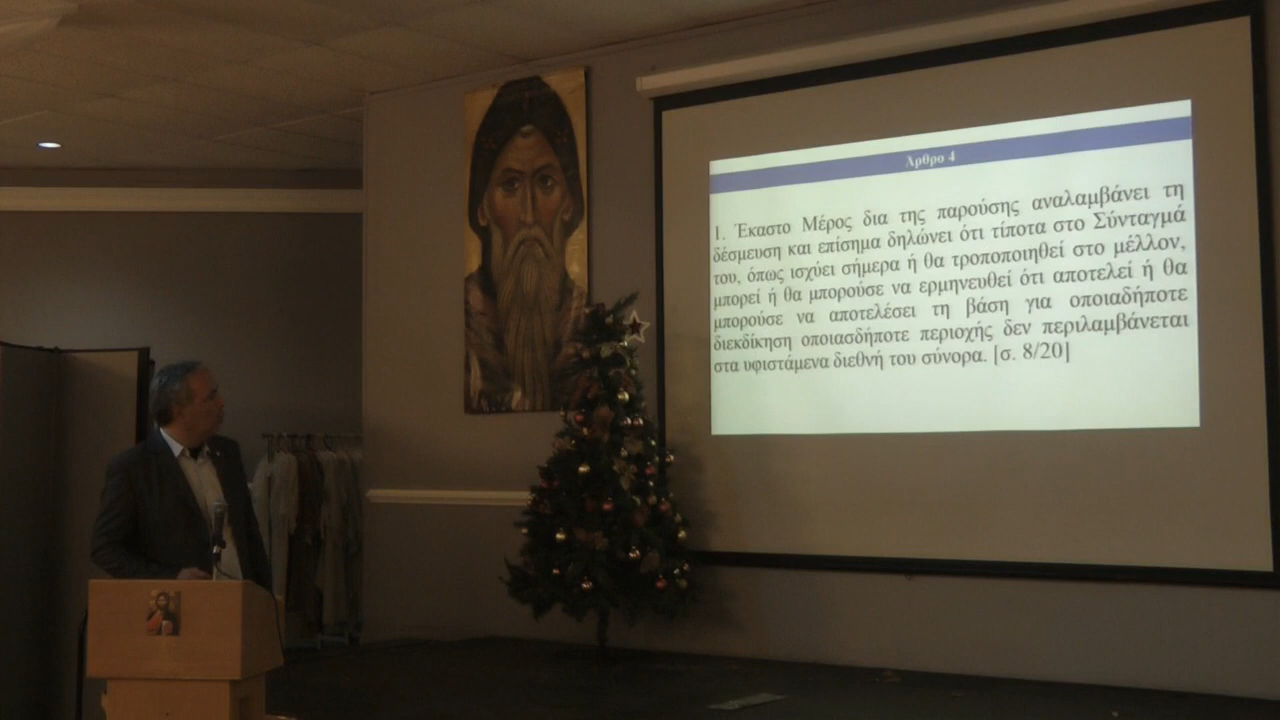 Άρθρο 4
1. Έκαστο Μέρος δια της παρούσης αναλαμβάνει τη
δέσμευση και επίσημα δηλώνει ότι τίποτα στο Σύνταγμά
του, όπως ισχύει σήμερα ή θα τροποποιηθεί στο μέλλον,
μπορεί ή θα μπορούσε να ερμηνευθεί ότι αποτελεί ή θα
μπορούσε να αποτελέσει τη βάση για οποιαδήποτε
διεκδίκηση οποιασδήποτε περιοχής δεν περιλαμβάνεται
στα υφιστάμενα διεθνή του σύνορα. [σ. 8/20]